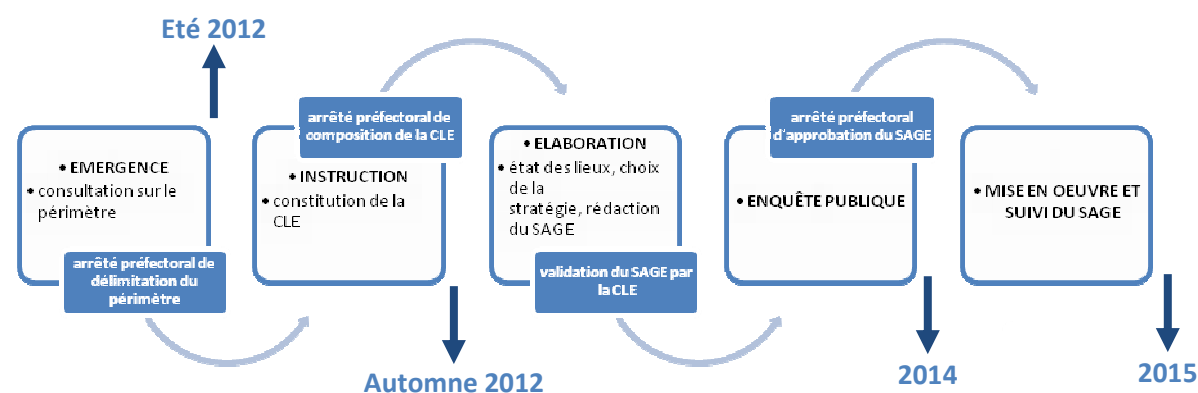 Eté 2012
• EMERGENCE
• consultation sur le
périmètre
arrêté préfectoral de
délimitation du
périmètre
arrêté préfectoral de
composition de la CLE
• INSTRUCTION
• constitution de la
CLE
Automne 2012
• ELABORATION
• état des lieux, choix
de la
stratégie, rédaction
du SAGE
validation du SAGE par
la CLE
arrêté préfectoral
d'approbation du SAGE
• ENQUÊTE PUBLIQUE
2014
• MISE EN OEUVRE ET
SUIVI DU SAGE
2015